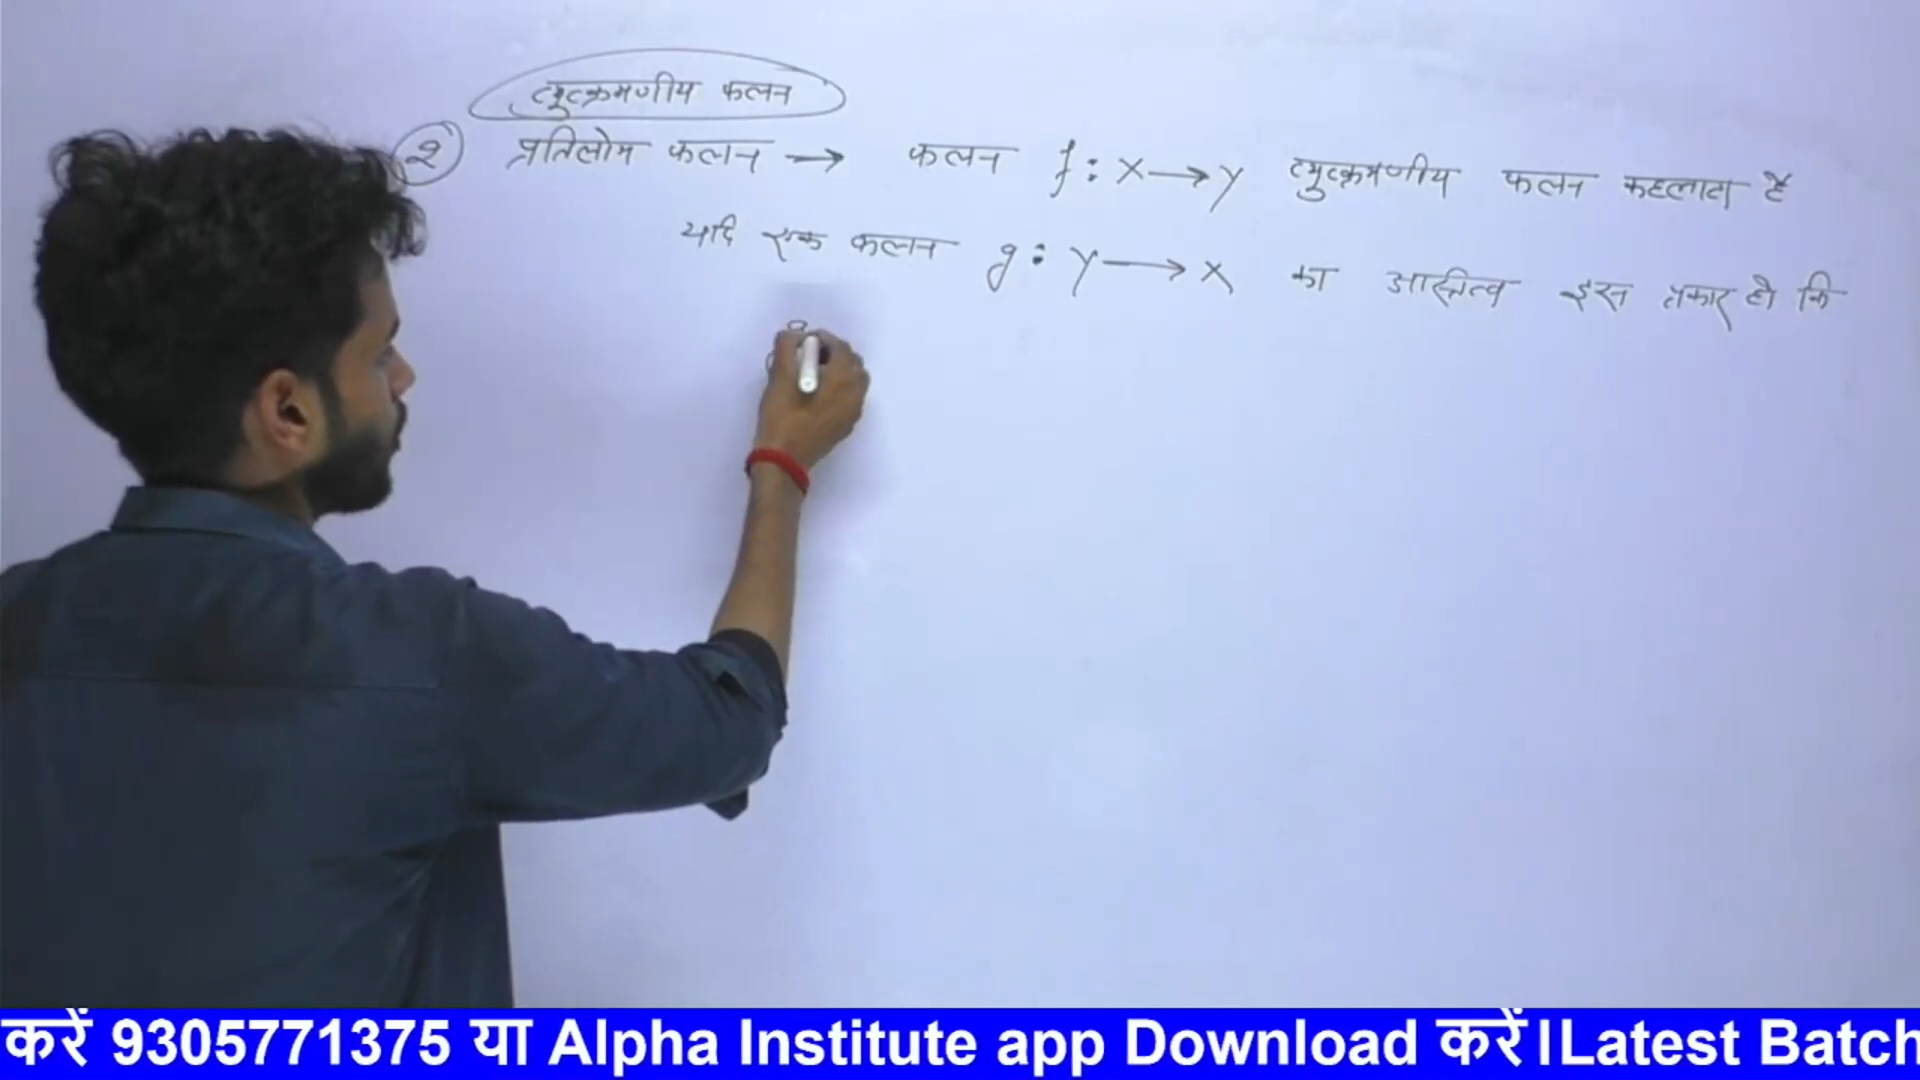 व्युत्क्रमणीय फलन
२ प्रतिलोम फलन → फलन f : X → Y व्युत्क्रमणीय फलन कहलाता है
यदि एक फलन g : Y → X का अस्तित्व इस प्रकार हो कि
करें 9305771375 या Alpha Institute app Download करें।Latest Batch